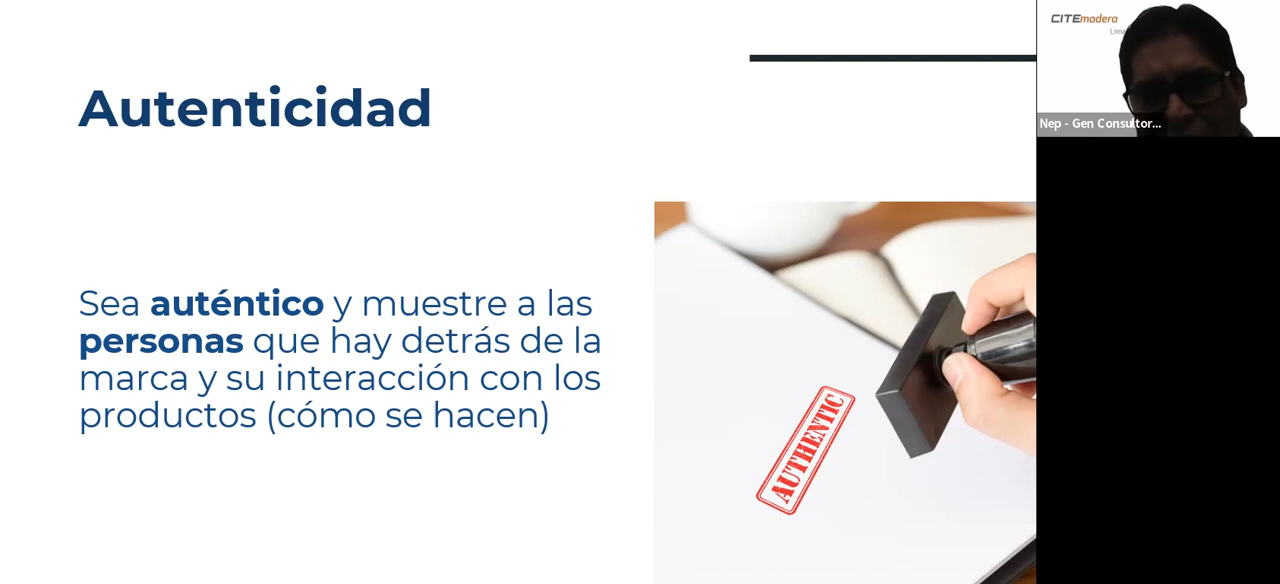 Autenticidad
Sea auténtico y muestre a las
personas que hay detrás de la
marca y su interacción con los
productos (cómo se hacen)
AUTHENTIC
CITEmadera
Lima
Nep - Gen Consultor...